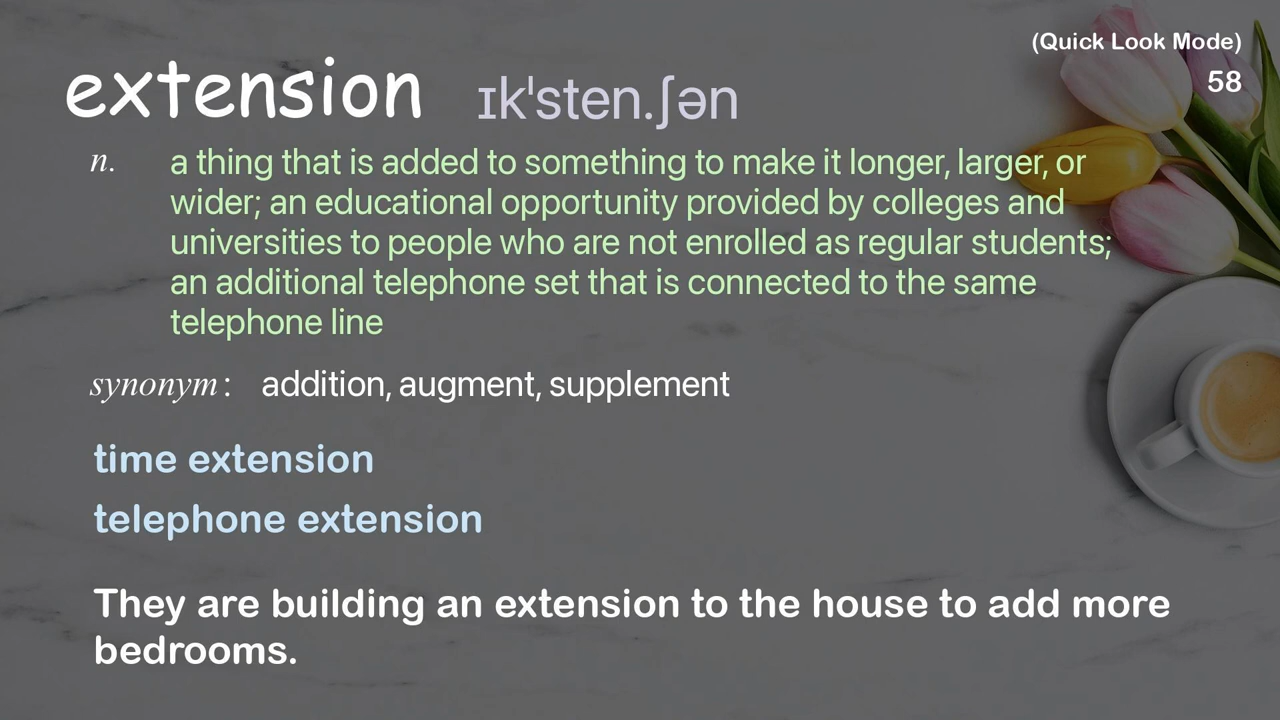 (Quick Look Mode)
58
extension ɪkˈsten.ʃən
n. a thing that is added to something to make it longer, larger, or
wider; an educational opportunity provided by colleges and
universities to people who are not enrolled as regular students;
an additional telephone set that is connected to the same
telephone line
synonym: addition, augment, supplement
time extension
telephone extension
They are building an extension to the house to add more
bedrooms.